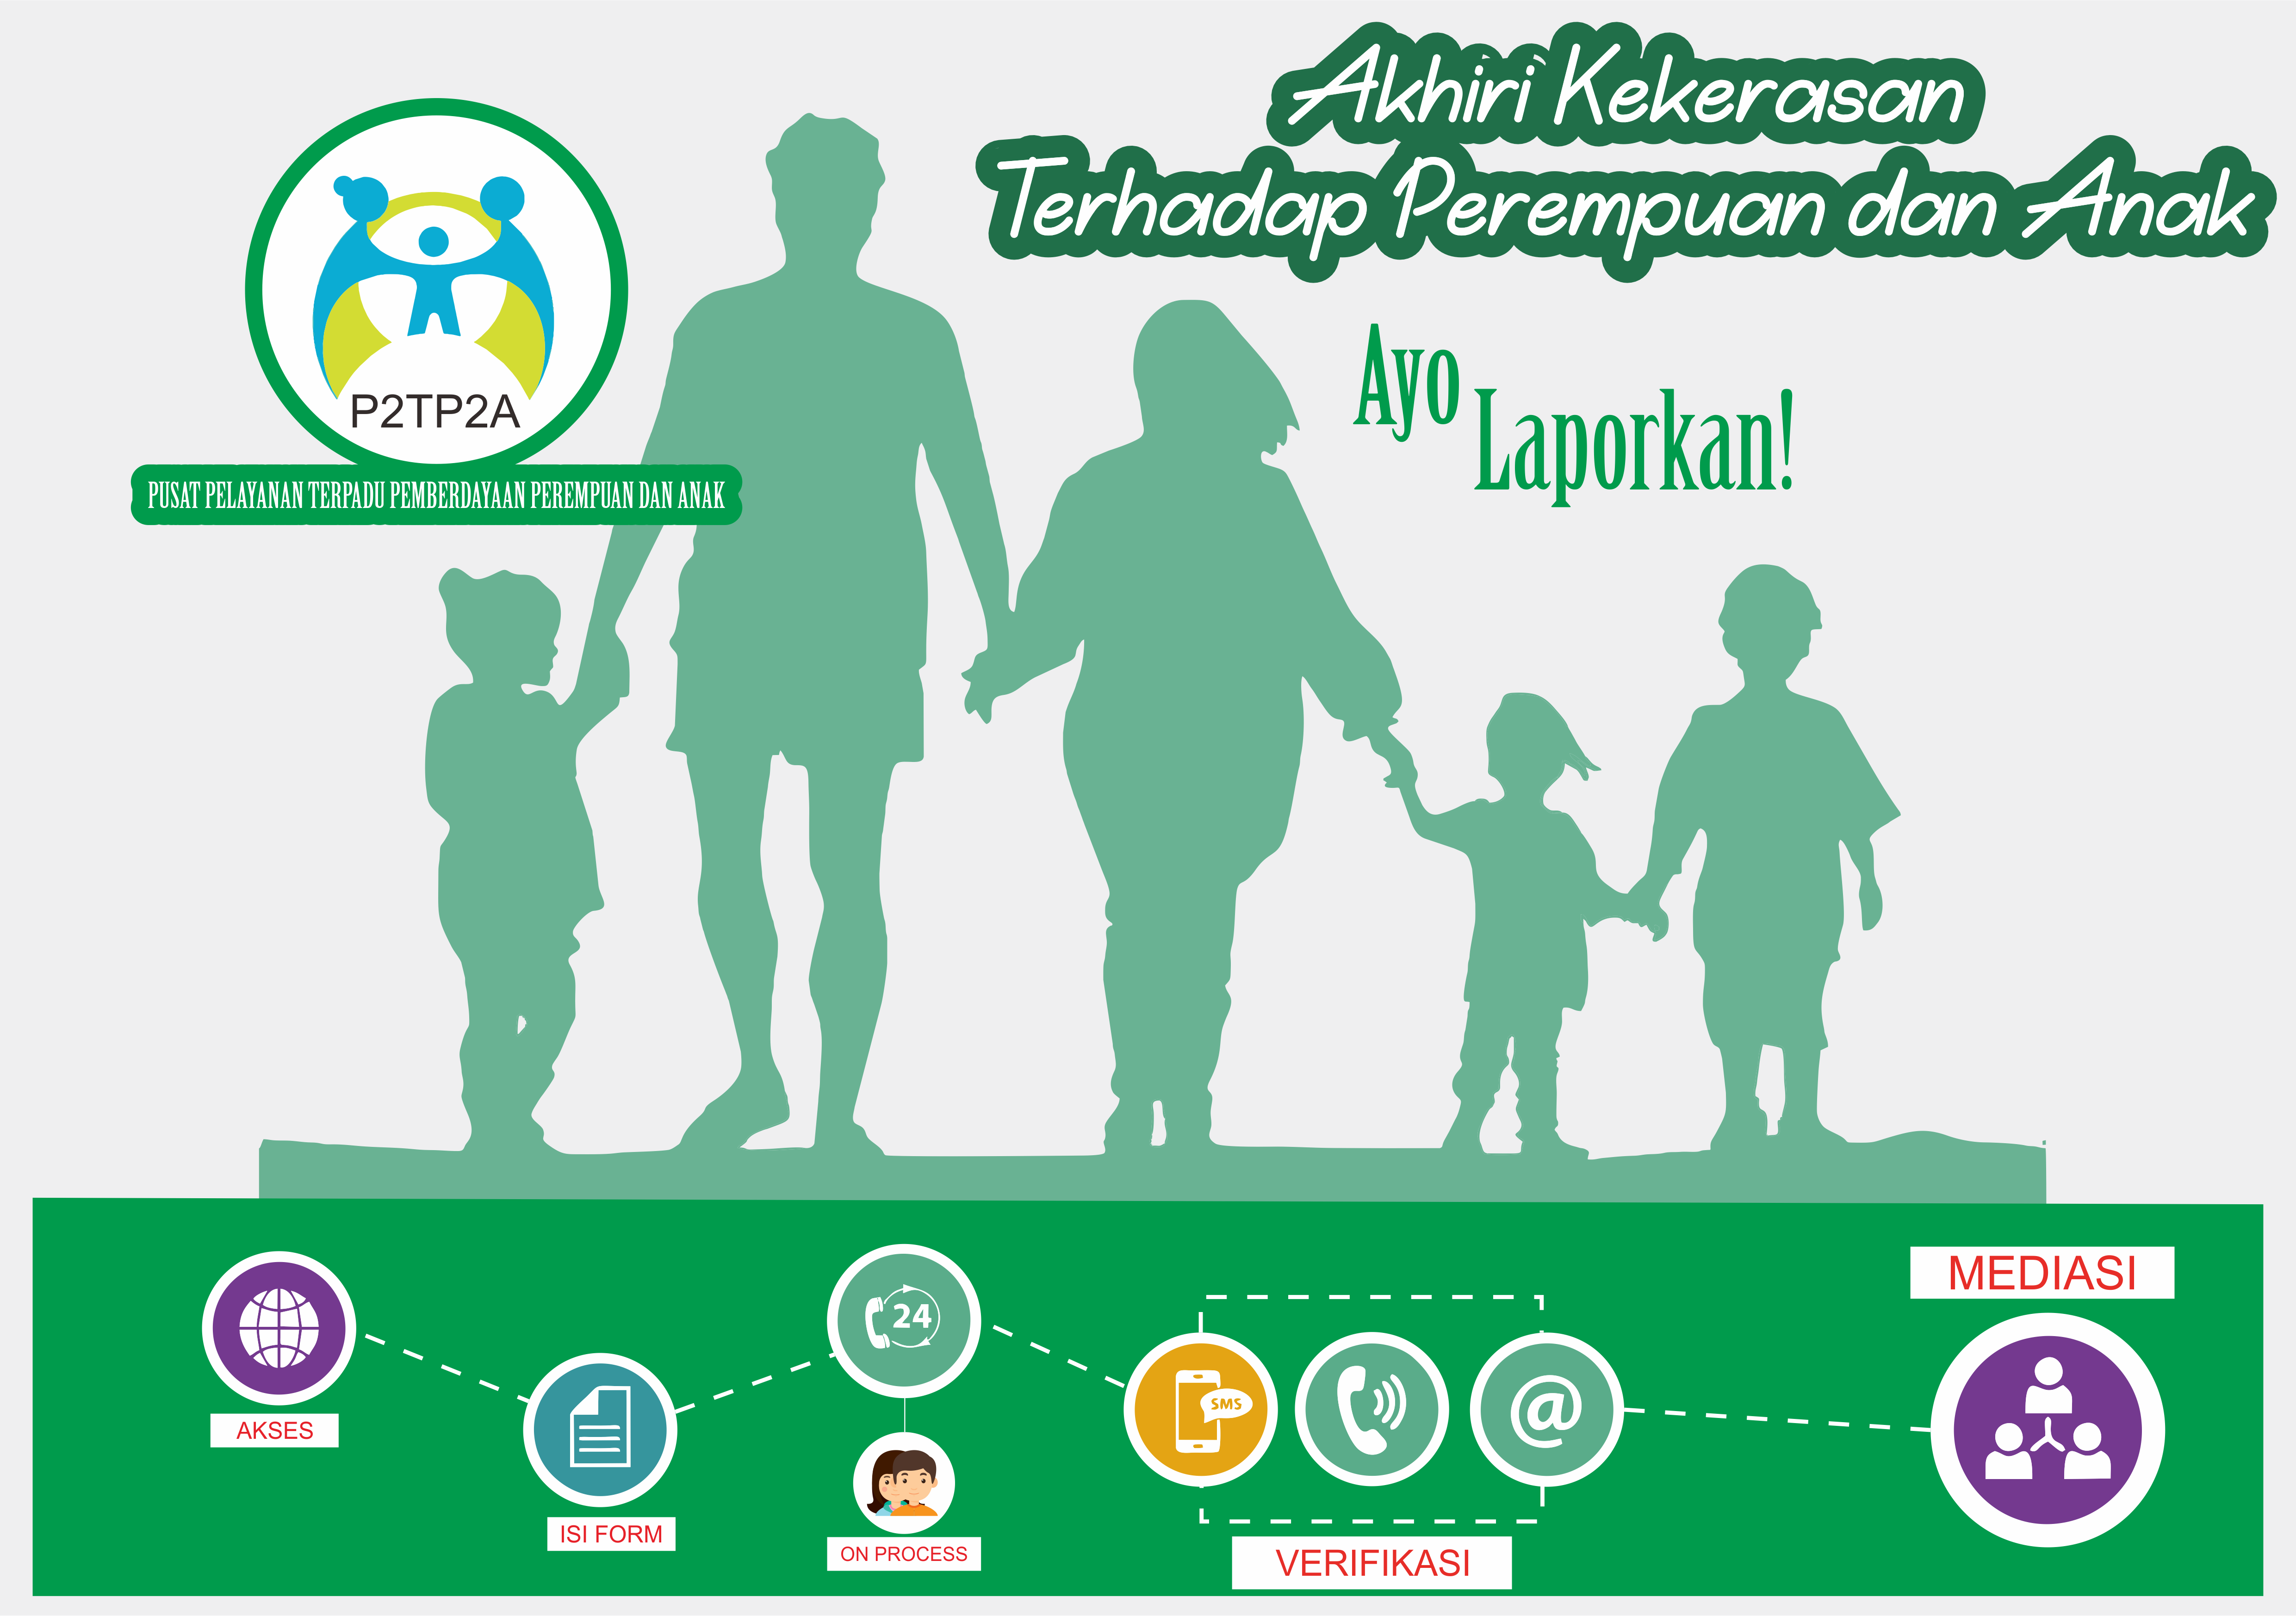 Akhiri Kekerasan
Terhadap Perempuan dan Anak
P2TP2A
PUSAT PELAYANAN TERPADU PEMBERDAYAAN PEREMPUAN DAN ANAK
Ayo
Laporkan!
AKSES
ISI FORM
24
ON PROCESS
SMS
@
VERIFIKASI
MEDIASI